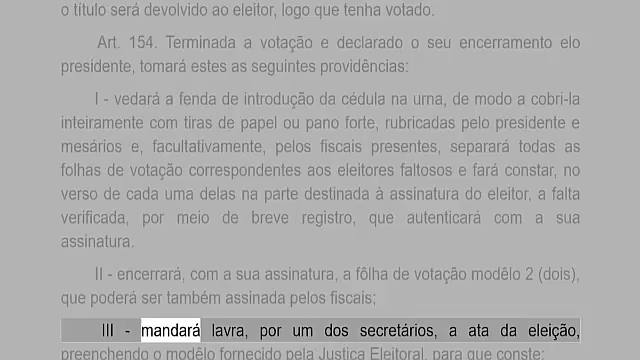 o título será devolvido ao eleitor, logo que tenha votado.
Art. 154. Terminada a votação e declarado o seu encerramento elo
presidente, tomará estes as seguintes providências:
I - vedará a fenda de introdução da cédula na urna, de modo a cobri-la
inteiramente com tiras de papel ou pano forte, rubricadas pelo presidente e
mesários e, facultativamente, pelos fiscais presentes, separará todas as
folhas de votação correspondentes aos eleitores faltosos e fará constar, no
verso de cada uma delas na parte destinada à assinatura do eleitor, a falta
verificada, por meio de breve registro, que autenticará com a sua
assinatura.
II - encerrará, com a sua assinatura, a fôlha de votação modêlo 2 (dois),
que poderá ser também assinada pelos fiscais;
III - mandará lavra, por um dos secretários, a ata da eleição,
preenchendo o modêlo fornecido pela Justiça Eleitoral, para que conste: